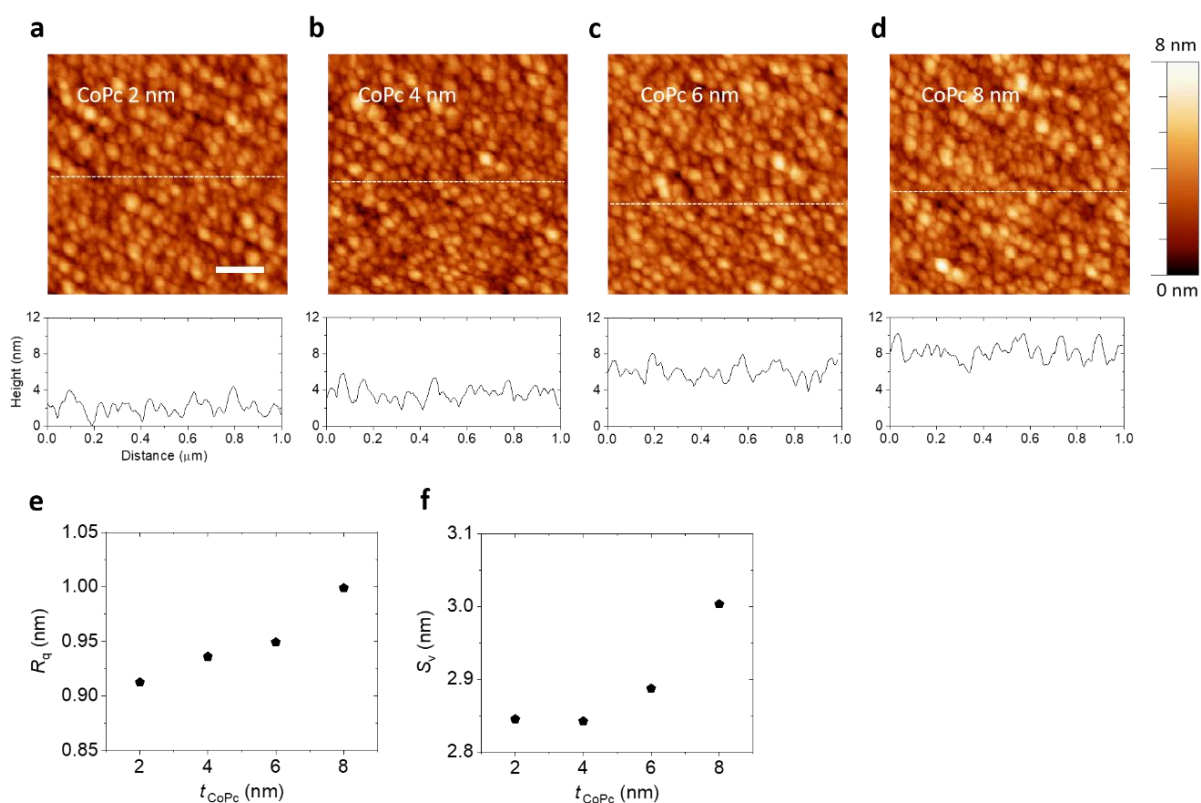 a
b
c
d
CoPc 2 nm
CoPc 4 nm
CoPc 6 nm
CoPc 8 nm
8 nm
0 nm
Height (nm)
12
8
4
0
0.0 0.2 0.4 0.6 0.8 1.0
Distance (μm)
12
8
4
0
0.0 0.2 0.4 0.6 0.8 1.0
12
8
4
0
0.0 0.2 0.4 0.6 0.8 1.0
12
8
4
0
0.0 0.2 0.4 0.6 0.8 1.0
e
Rq (nm)
1.05
1.00
0.95
0.90
0.85
2 4 6 8
tCoPc (nm)
f
Sv (nm)
3.1
3.0
2.9
2.8
2 4 6 8
tCoPc (nm)